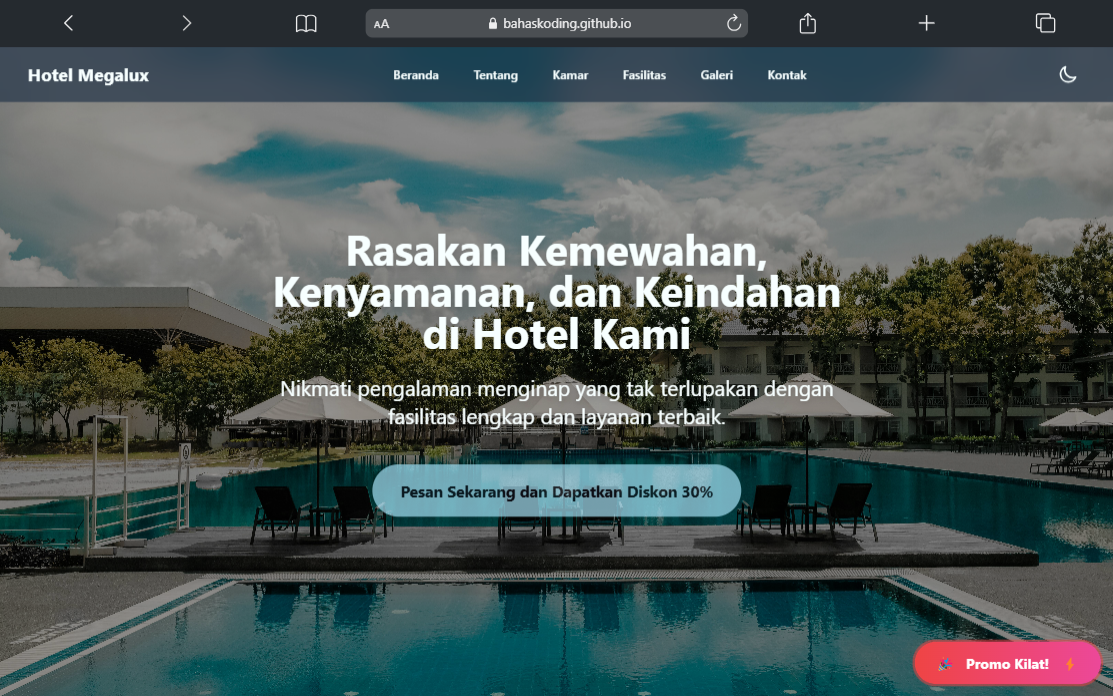 AA bahaskoding.github.io
Hotel Megalux Beranda Tentang Kamar Fasilitas Galeri Kontak
Rasakan Kemewahan,
Kenyamanan, dan Keindahan
di Hotel Kami
Nikmati pengalaman menginap yang tak terlupakan dengan
fasilitas lengkap dan layanan terbaik.
Pesan Sekarang dan Dapatkan Diskon 30%
🎉 Promo Kilat! ⚡